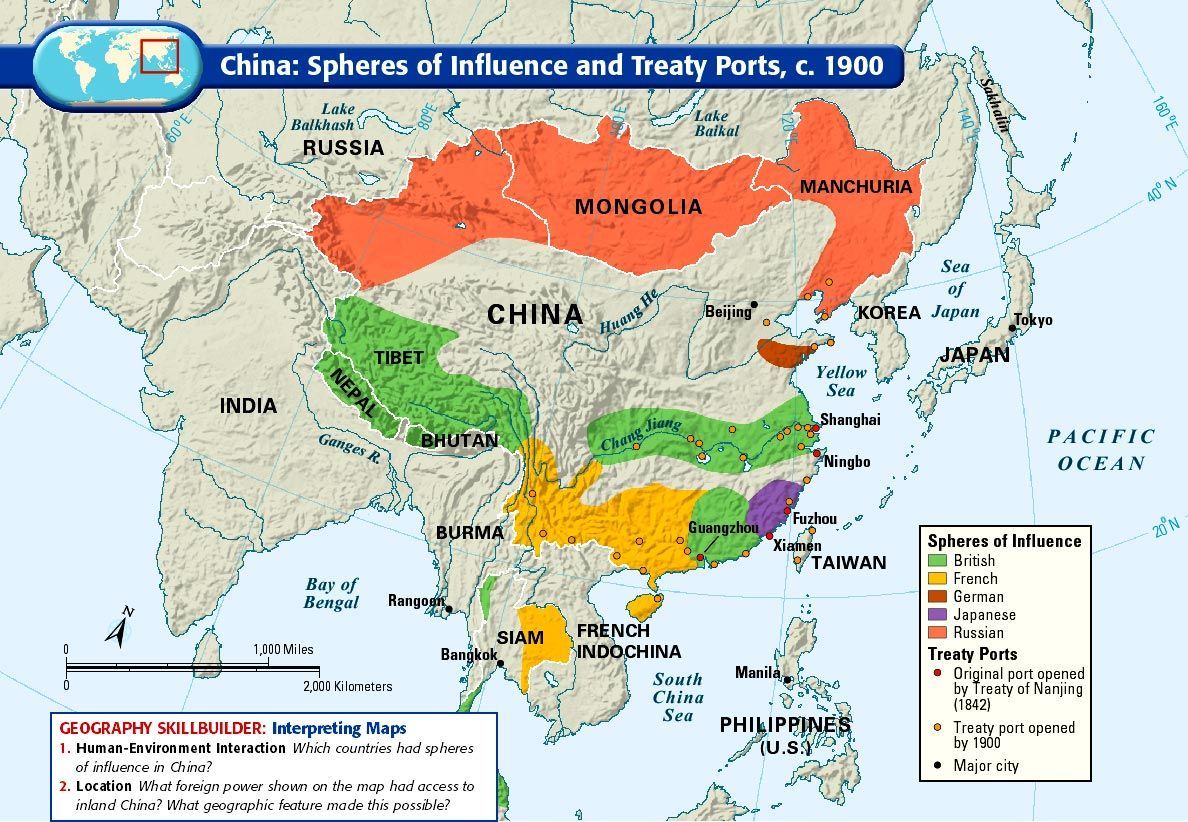 China: Spheres of Influence and Treaty Ports, c. 1900
60°E
80°E
100°E
120°E
140°E
160°E
40°N
20°N
Lake
Balkhash
RUSSIA
Lake
Baikal
Sakhalin
MONGOLIA
MANCHURIA
CHINA
Huang He
Beijing
KOREA
Sea
of
Japan
Tokyo
JAPAN
Yellow
Sea
TIBET
NEPAL
BHUTAN
INDIA
Ganges R.
Chang Jiang
Shanghai
Ningbo
PACIFIC
OCEAN
BURMA
Guangzhou
Fuzhou
Xiamen
TAIWAN
Bay of
Bengal
Rangoon
SIAM
Bangkok
FRENCH
INDOCHINA
South
China
Sea
Manila
PHILIPPINES
(U.S.)
N
0
1,000 Miles
0
2,000 Kilometers
Spheres of Influence
British
French
German
Japanese
Russian
Treaty Ports
Original port opened
by Treaty of Nanjing
(1842)
Treaty port opened
by 1900
Major city
GEOGRAPHY SKILLBUILDER: Interpreting Maps
1. Human-Environment Interaction Which countries had spheres
of influence in China?
2. Location What foreign power shown on the map had access to
inland China? What geographic feature made this possible?